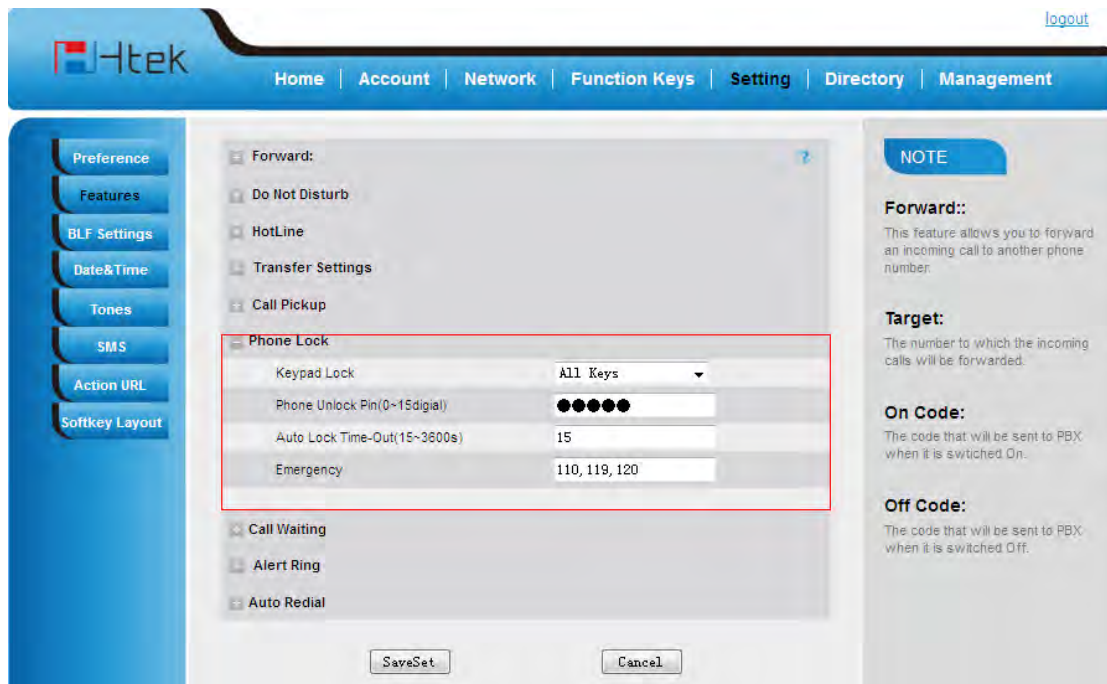 logout
Htek
Home | Account | Network | Function Keys | Setting | Directory | Management
Preference
Features
BLF Settings
Date&Time
Tones
SMS
Action URL
Softkey Layout
Forward:
?
Do Not Disturb
HotLine
Transfer Settings
Call Pickup
Phone Lock
Keypad Lock All Keys
Phone Unlock Pin(0~15digial) ●●●●●
Auto Lock Time-Out(15~3600s) 15
Emergency 110, 119, 120
Call Waiting
Alert Ring
Auto Redial
SaveSet Cancel
NOTE
Forward::
This feature allows you to forward
an incoming call to another phone
number.
Target:
The number to which the incoming
calls will be forwarded.
On Code:
The code that will be sent to PBX
when it is swtiched On.
Off Code:
The code that will be sent to PBX
when it is switched Off.